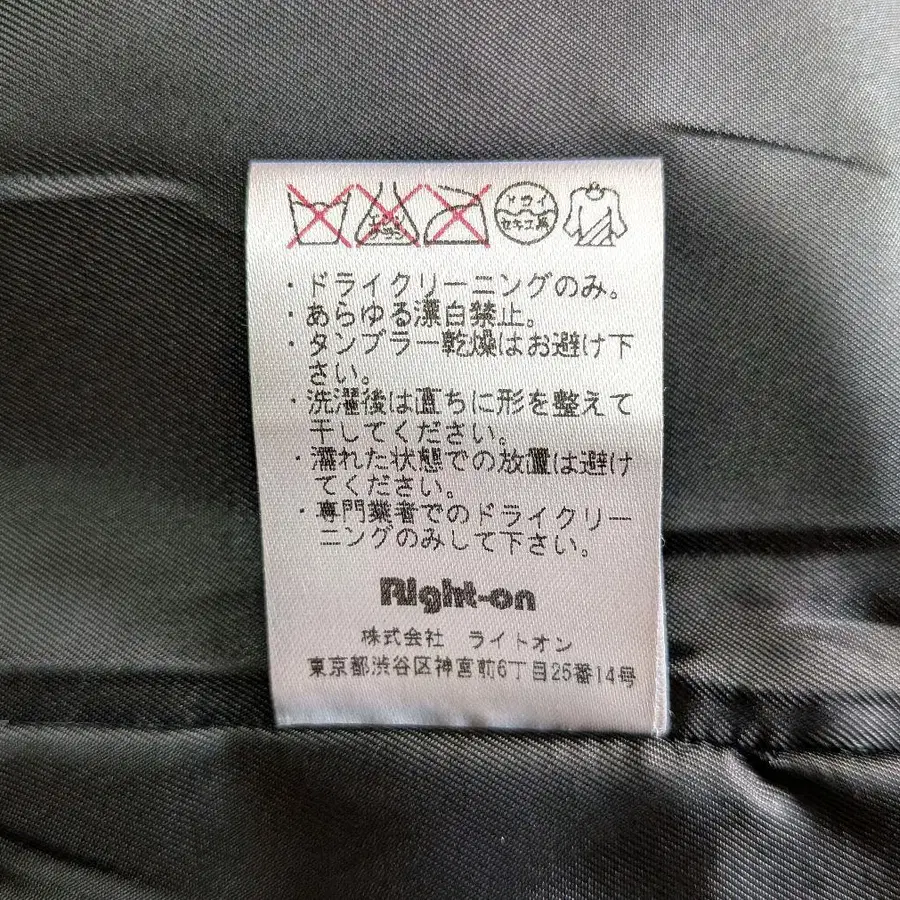 エンソ
サラシ
ドライ
セキユ系
・ドライクリーニングのみ。
・あらゆる漂白禁止。
・タンブラー乾燥はお避け下
さい。
・洗濯後は直ちに形を整えて
干してください。
・濡れた状態での放置は避け
てください。
・専門業者でのドライクリー
ニングのみして下さい。
Right-on
株式会社 ライトオン
東京都渋谷区神宮前6丁目25番14号